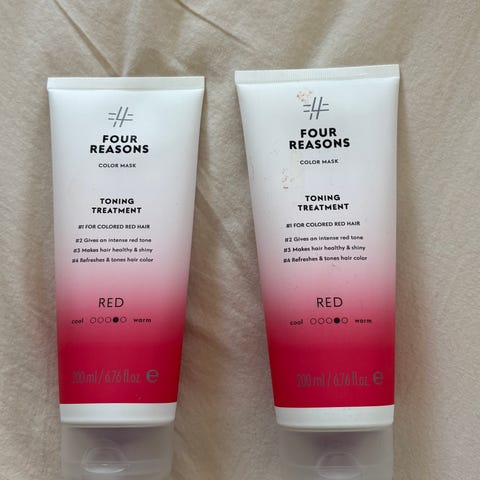 FOUR
REASONS
COLOR MASK
TONING
TREATMENT
#1 FOR COLORED RED HAIR
#2 Gives an intense red tone
#3 Makes hair healthy & shiny
#4 Refreshes & tones hair color
RED
cool warm
200 ml / 6.76 fl.oz. ℮
FOUR
REASONS
COLOR MASK
TONING
TREATMENT
#1 FOR COLORED RED HAIR
#2 Gives an intense red tone
#3 Makes hair healthy & shiny
#4 Refreshes & tones hair color
RED
cool warm
200 ml / 6.76 fl.oz. ℮